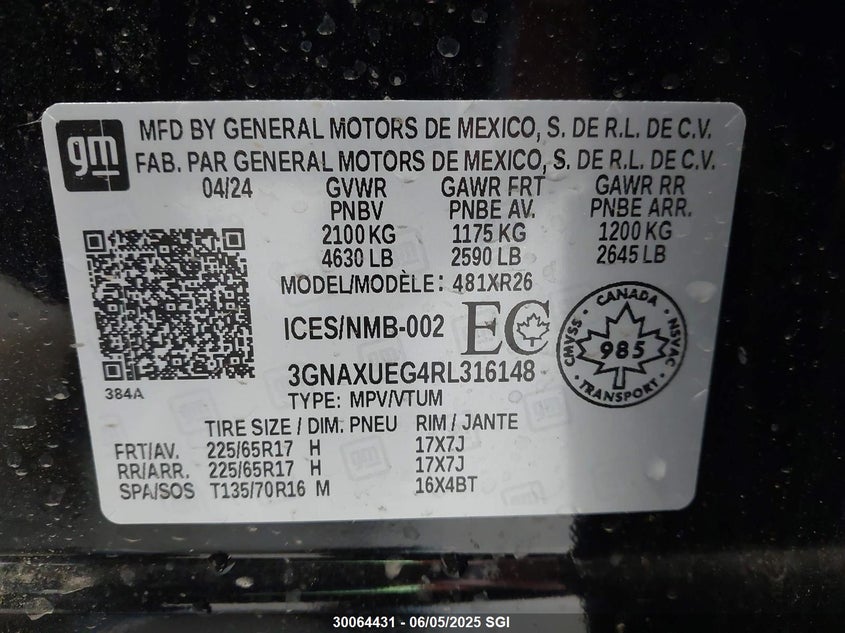 gm
MFD BY GENERAL MOTORS DE MEXICO, S. DE R.L. DE C.V.
FAB. PAR GENERAL MOTORS DE MEXICO, S. DE R.L. DE C.V.
04/24 GVWR GAWR FRT GAWR RR
PNBV PNBE AV. PNBE ARR.
2100 KG 1175 KG 1200 KG
4630 LB 2590 LB 2645 LB
MODEL/MODÈLE: 481XR26
ICES/NMB-002 EC
CANADA
CMVSS 985 NSVAC
TRANSPORT
3GNAXUEG4RL316148
384A
TYPE: MPV/VTUM
TIRE SIZE / DIM. PNEU RIM / JANTE
FRT/AV. 225/65R17 H 17X7J
RR/ARR. 225/65R17 H 17X7J
SPA/SOS T135/70R16 M 16X4BT
30064431 - 06/05/2025 SGI